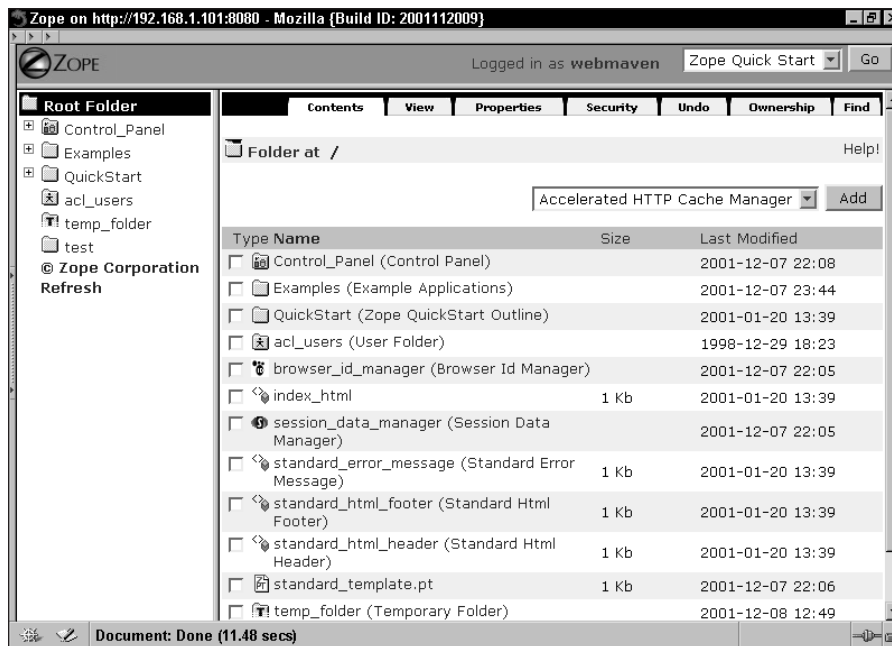 Zope on http://192.168.1.101:8080 - Mozilla {Build ID: 2001112009}
ZOPE
Logged in as webmaven
Zope Quick Start
Go
Root Folder
Control_Panel
Examples
QuickStart
acl_users
temp_folder
test
© Zope Corporation
Refresh
Contents View Properties Security Undo Ownership Find
Folder at /
Help!
Accelerated HTTP Cache Manager Add
Type Name Size Last Modified
Control_Panel (Control Panel) 2001-12-07 22:08
Examples (Example Applications) 2001-12-07 23:44
QuickStart (Zope QuickStart Outline) 2001-01-20 13:39
acl_users (User Folder) 1998-12-29 18:23
browser_id_manager (Browser Id Manager) 2001-12-07 22:05
index_html 1 Kb 2001-01-20 13:39
session_data_manager (Session Data
Manager) 2001-12-07 22:05
standard_error_message (Standard Error
Message) 1 Kb 2001-01-20 13:39
standard_html_footer (Standard Html
Footer) 1 Kb 2001-01-20 13:39
standard_html_header (Standard Html
Header) 1 Kb 2001-01-20 13:39
standard_template.pt 1 Kb 2001-12-07 22:06
temp_folder (Temporary Folder) 2001-12-08 12:49
Document: Done (11.48 secs)